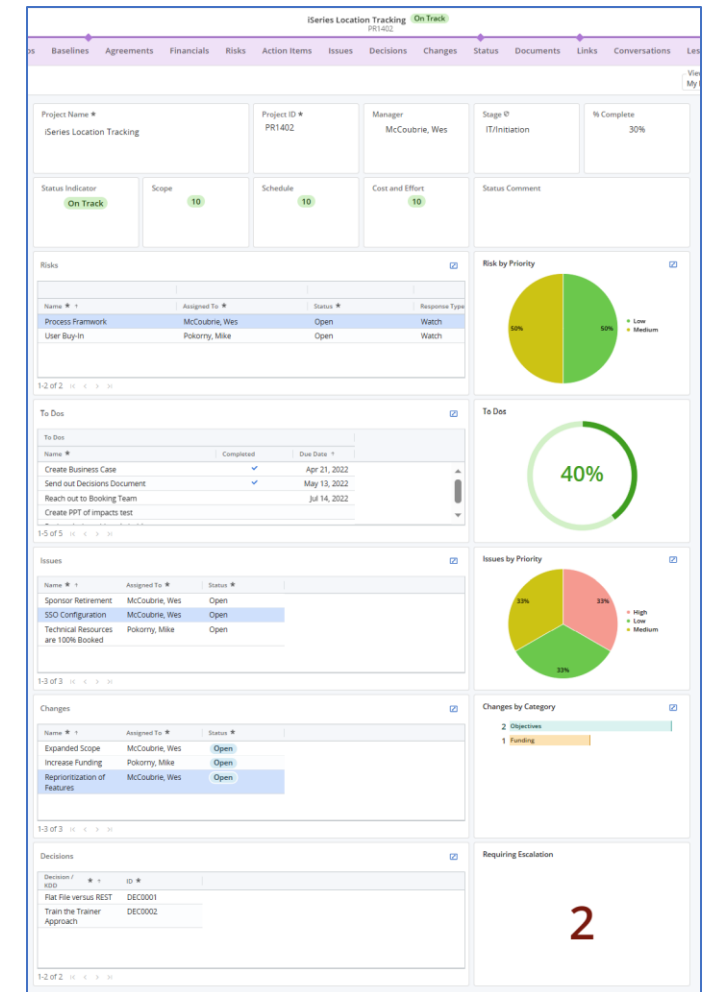 iSeries Location Tracking On Track
PR1402
Baselines Agreements Financials Risks Action Items Issues Decisions Changes Status Documents Links Conversations Les
View
My
Project Name *
iSeries Location Tracking
Project ID *
PR1402
Manager
McCoubrie, Wes
Stage
IT/Initiation
% Complete
30%
Status Indicator
On Track
Scope
10
Schedule
10
Cost and Effort
10
Status Comment
Risks
Name * ↑ Assigned To * Status * Response Type
Process Framwork McCoubrie, Wes Open Watch
User Buy-In Pokorny, Mike Open Watch
1-2 of 2
Risk by Priority
50% 50%
Low
Medium
To Dos
To Dos
Name * Completed Due Date ↑
Create Business Case ✓ Apr 21, 2022
Send out Decisions Document ✓ May 13, 2022
Reach out to Booking Team Jul 14, 2022
Create PPT of impacts test
1-5 of 5
To Dos
40%
Issues
Name * ↑ Assigned To * Status *
Sponsor Retirement McCoubrie, Wes Open
SSO Configuration McCoubrie, Wes Open
Technical Resources Pokorny, Mike Open
are 100% Booked
1-3 of 3
Issues by Priority
33% 33%
33%
High
Low
Medium
Changes
Name * ↑ Assigned To * Status *
Expanded Scope McCoubrie, Wes Open
Increase Funding Pokorny, Mike Open
Reprioritization of McCoubrie, Wes Open
Features
1-3 of 3
Changes by Category
2 Objectives
1 Funding
Decisions
Decision /
KDD * ↑ ID *
Flat File versus REST DEC0001
Train the Trainer DEC0002
Approach
1-2 of 2
Requiring Escalation
2